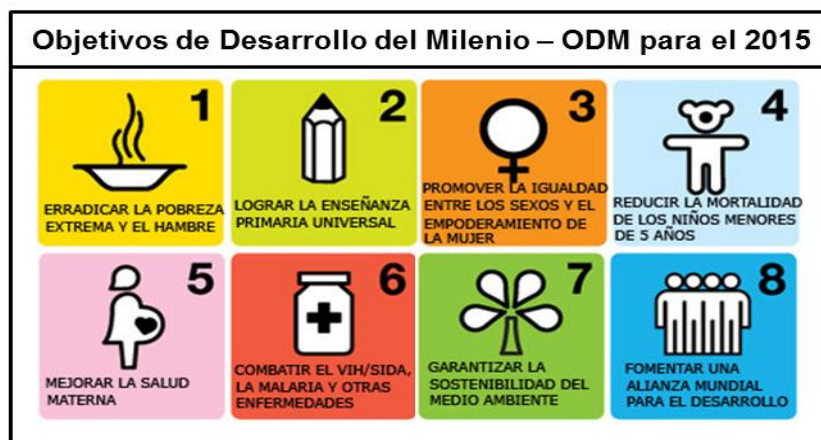 Objetivos de Desarrollo del Milenio – ODM para el 2015
1
ERRADICAR LA POBREZA
EXTREMA Y EL HAMBRE
2
LOGRAR LA ENSEÑANZA
PRIMARIA UNIVERSAL
3
PROMOVER LA IGUALDAD
ENTRE LOS SEXOS Y EL
EMPODERAMIENTO DE
LA MUJER
4
REDUCIR LA MORTALIDAD
DE LOS NIÑOS MENORES
DE 5 AÑOS
5
MEJORAR LA SALUD
MATERNA
6
COMBATIR EL VIH/SIDA,
LA MALARIA Y OTRAS
ENFERMEDADES
7
GARANTIZAR LA
SOSTENIBILIDAD DEL
MEDIO AMBIENTE
8
FOMENTAR UNA
ALIANZA MUNDIAL
PARA EL DESARROLLO